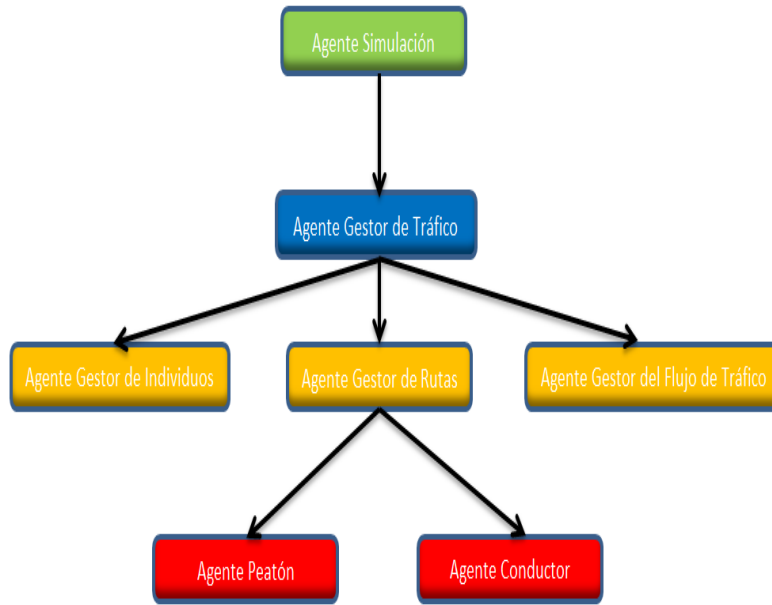 Agente Simulación
Agente Gestor de Tráfico
Agente Gestor de Individuos
Agente Gestor de Rutas
Agente Gestor del Flujo de Tráfico
Agente Peatón
Agente Conductor